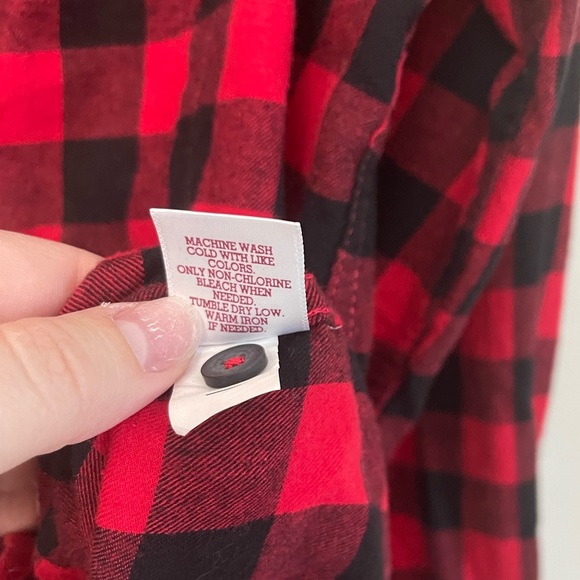 MACHINE WASH
COLD WITH LIKE
COLORS.
ONLY NON-CHLORINE
BLEACH WHEN
NEEDED.
TUMBLE DRY LOW.
WARM IRON
IF NEEDED.